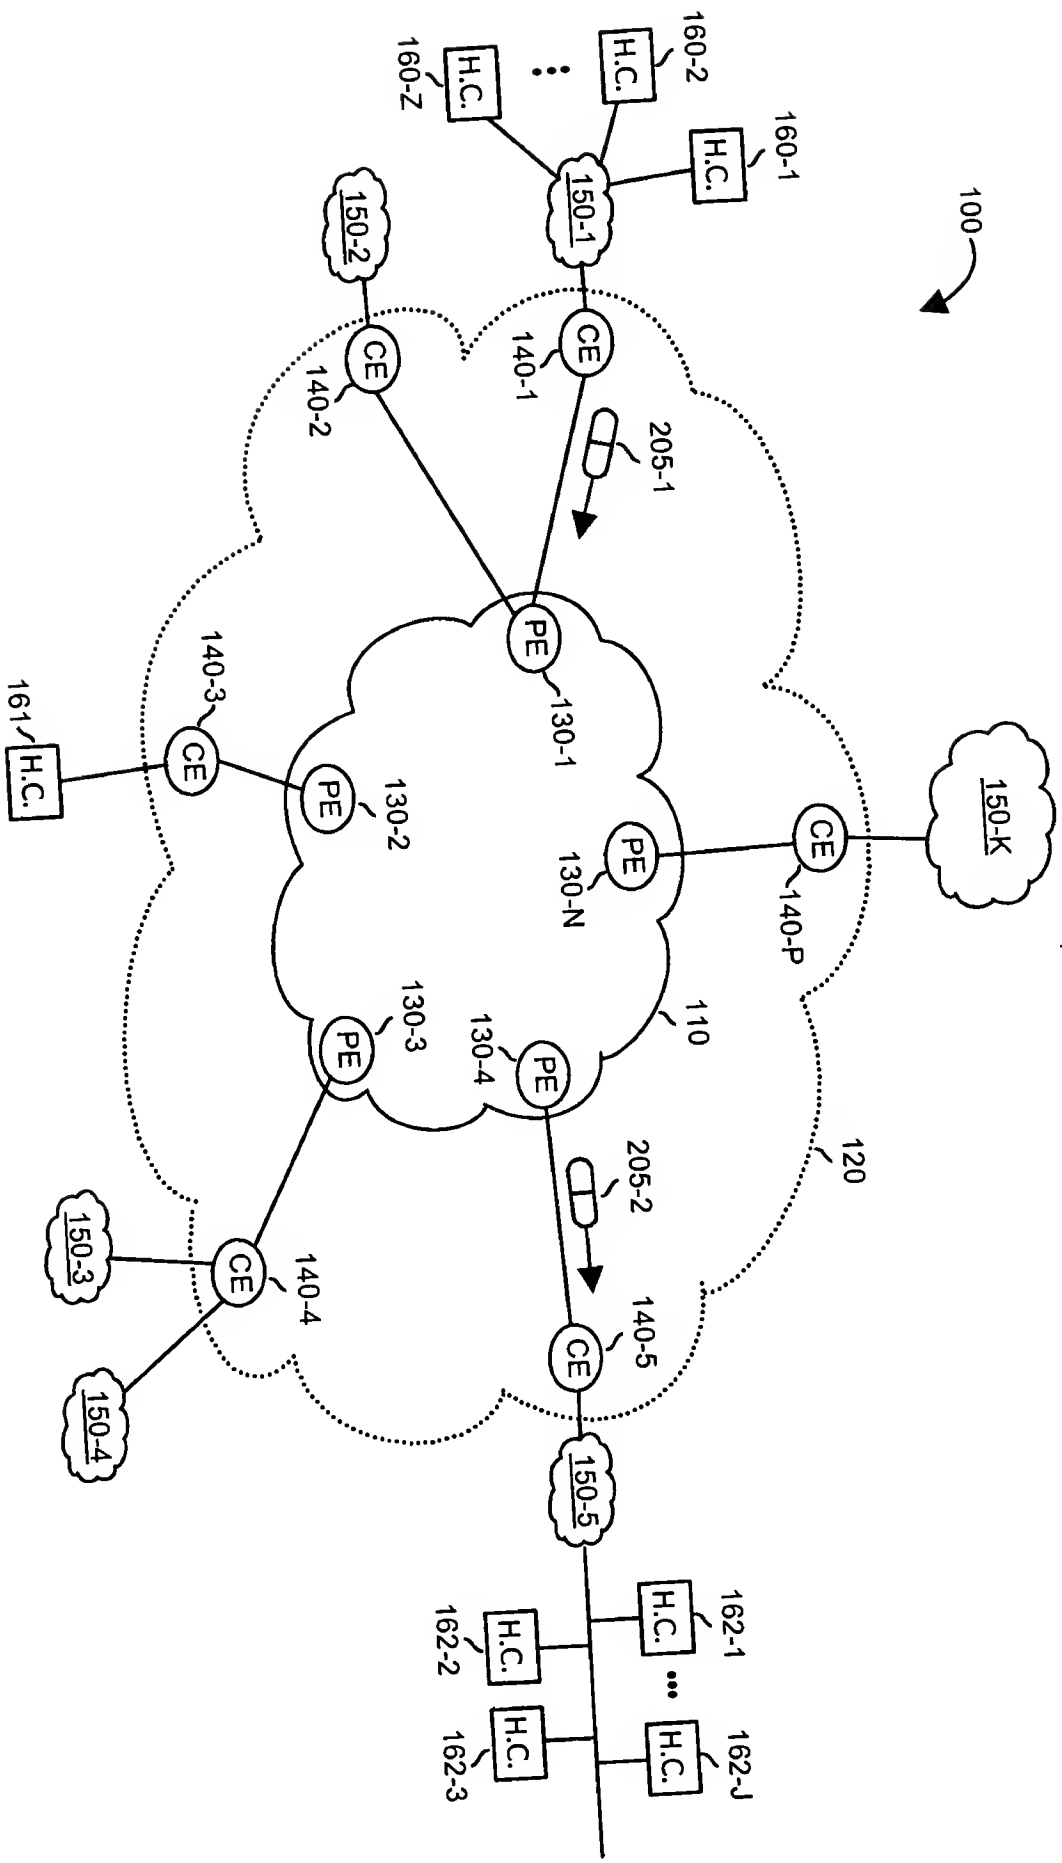 100
160-1
H.C.
160-2
H.C.
160-Z
H.C.
150-1
150-2
CE
140-1
CE
140-2
205-1
PE
130-1
150-K
CE
140-P
PE
130-N
PE
130-2
CE
140-3
161
H.C.
110
120
PE
130-3
PE
130-4
205-2
CE
140-4
150-3
150-4
CE
140-5
150-5
162-1
H.C.
H.C.
162-2
H.C.
162-3
H.C.
162-J